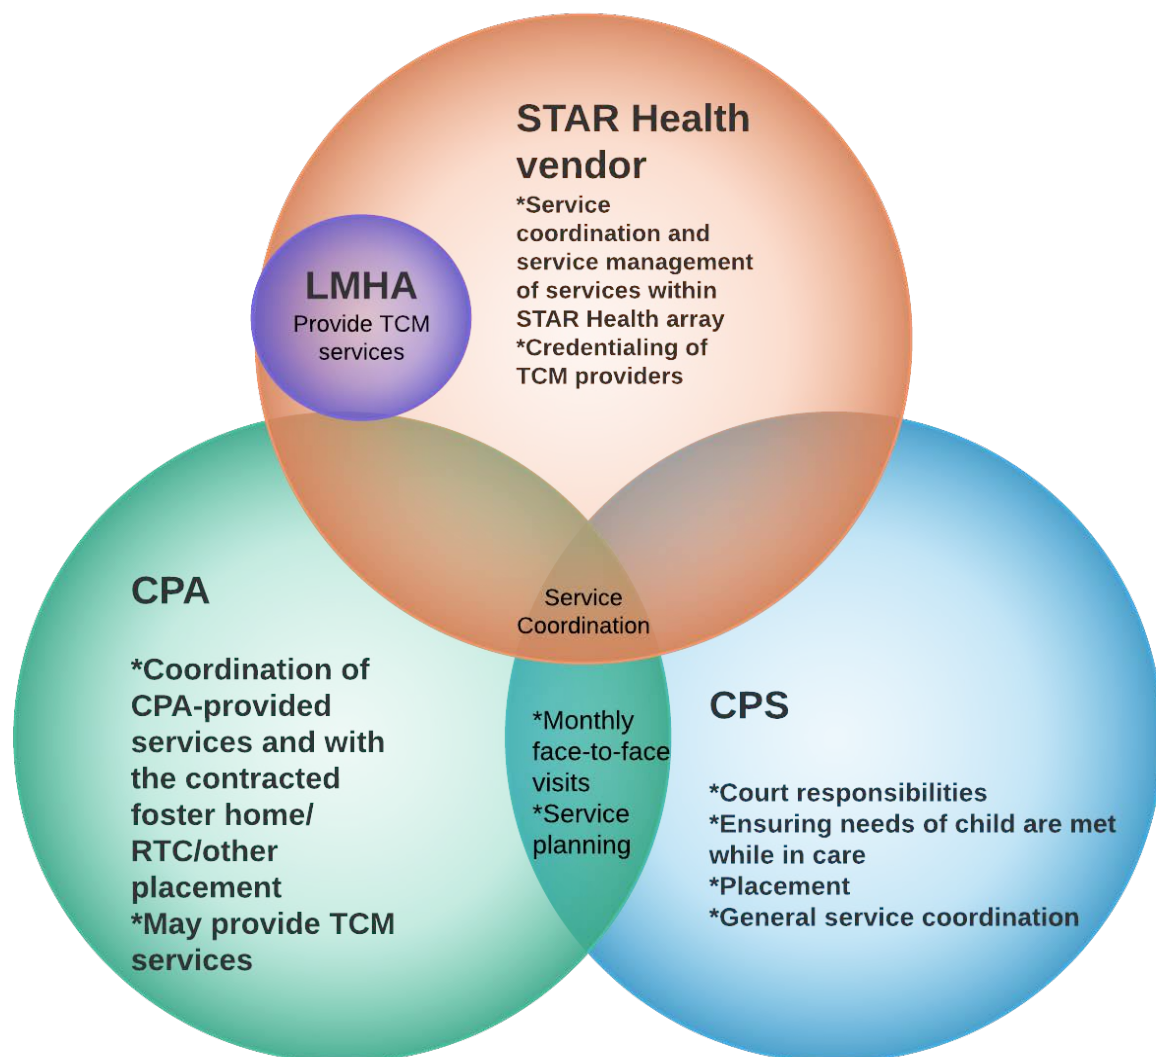 STAR Health
vendor
*Service
coordination and
service management
of services within
STAR Health array
*Credentialing of
TCM providers
LMHA
Provide TCM
services
CPA
*Coordination of
CPA-provided
services and with
the contracted
foster home/
RTC/other
placement
*May provide TCM
services
Service
Coordination
*Monthly
face-to-face
visits
*Service
planning
CPS
*Court responsibilities
*Ensuring needs of child are met
while in care
*Placement
*General service coordination